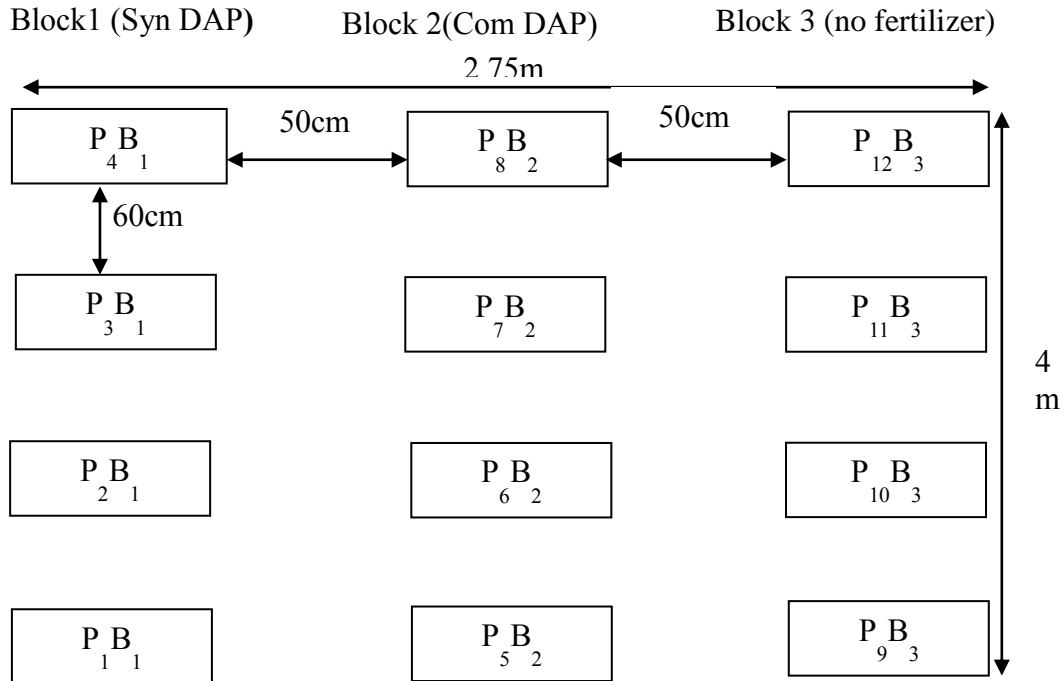 Block1 (Syn DAP) Block 2(Com DAP) Block 3 (no fertilizer)
2.75m
50cm 50cm
P4B1 P8B2 P12B3
60cm
P3B1 P7B2 P11B3
4
m
P2B1 P6B2 P10B3
P1B1 P5B2 P9B3